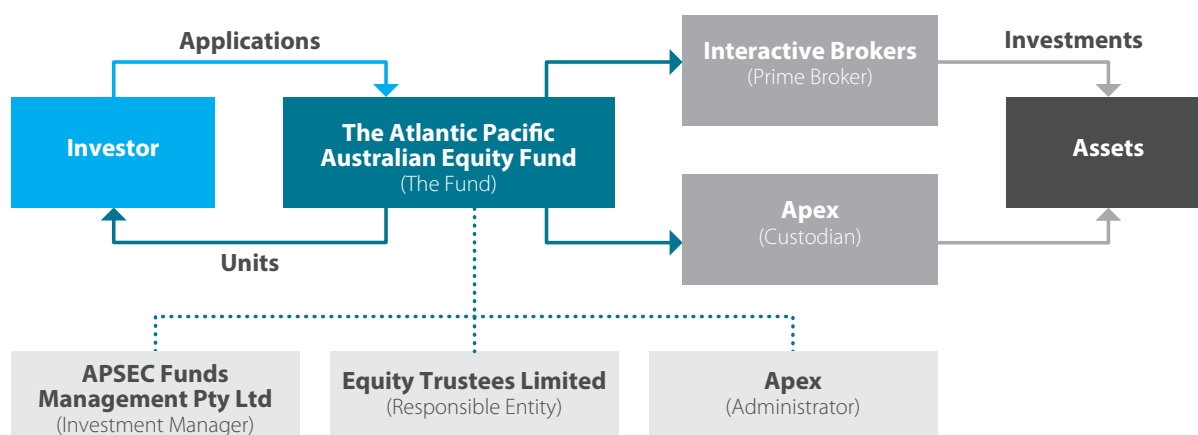 Applications
Investor
The Atlantic Pacific
Australian Equity Fund
(The Fund)
Units
Interactive Brokers
(Prime Broker)
Apex
(Custodian)
Investments
Assets
APSEC Funds
Management Pty Ltd
(Investment Manager)
Equity Trustees Limited
(Responsible Entity)
Apex
(Administrator)